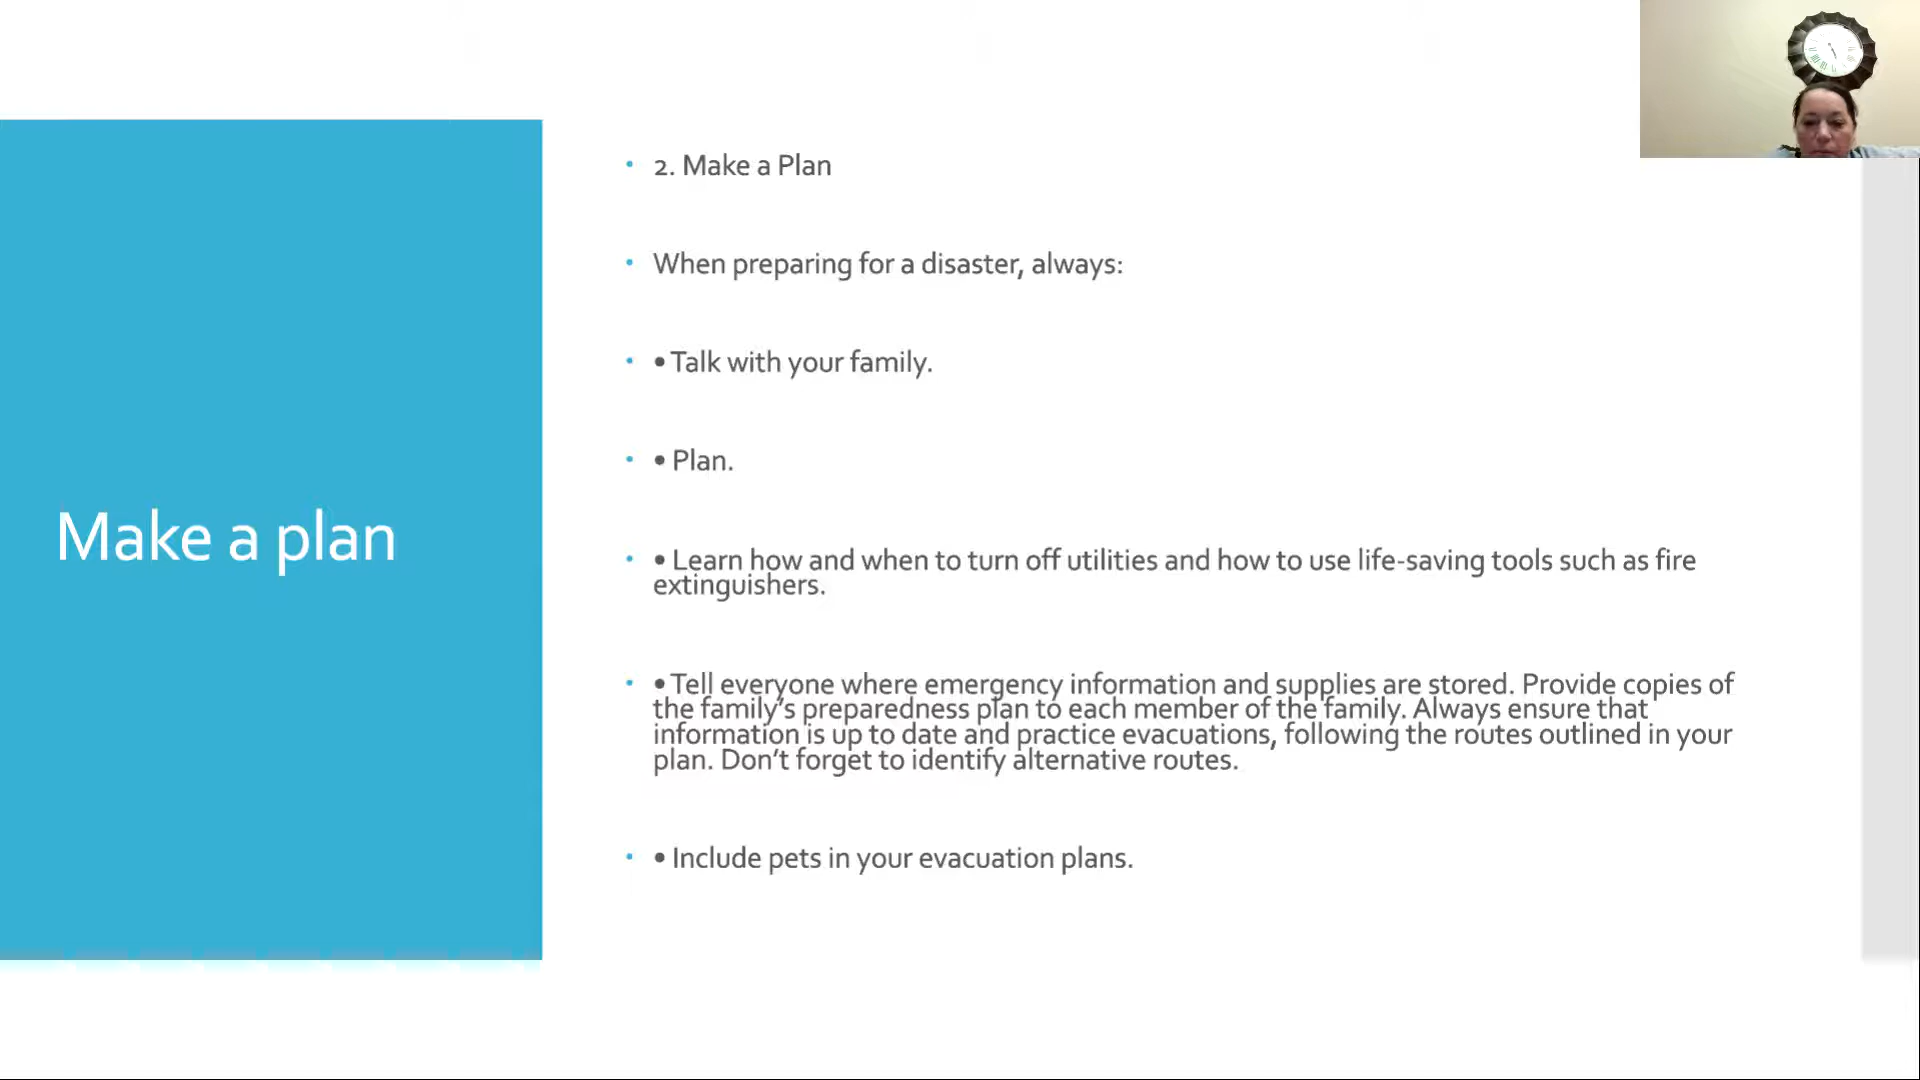 Make a plan
• 2. Make a Plan
• When preparing for a disaster, always:
• • Talk with your family.
• • Plan.
• • Learn how and when to turn off utilities and how to use life-saving tools such as fire
extinguishers.
• • Tell everyone where emergency information and supplies are stored. Provide copies of
the family’s preparedness plan to each member of the family. Always ensure that
information is up to date and practice evacuations, following the routes outlined in your
plan. Don’t forget to identify alternative routes.
• • Include pets in your evacuation plans.